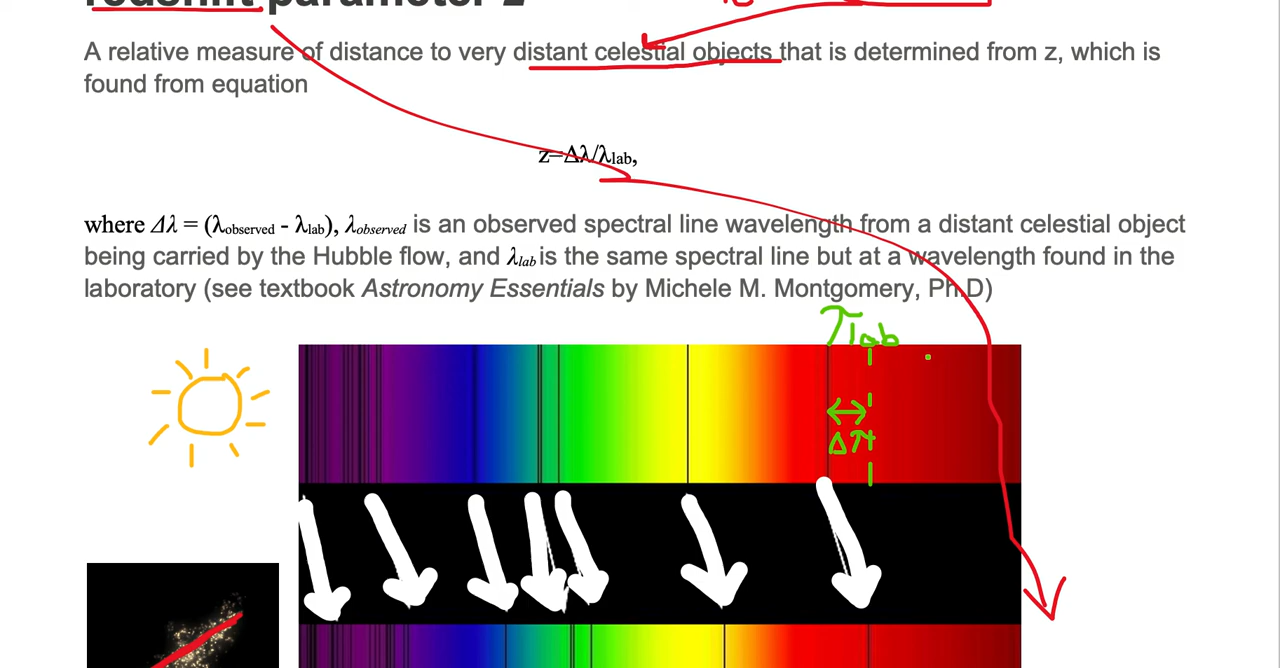 redshift parameter z
A relative measure of distance to very distant celestial objects that is determined from z, which is
found from equation
z=Δλ/λlab,
where Δλ = (λobserved - λlab), λobserved is an observed spectral line wavelength from a distant celestial object
being carried by the Hubble flow, and λlab is the same spectral line but at a wavelength found in the
laboratory (see textbook Astronomy Essentials by Michele M. Montgomery, Ph.D)
λlab
Δλ